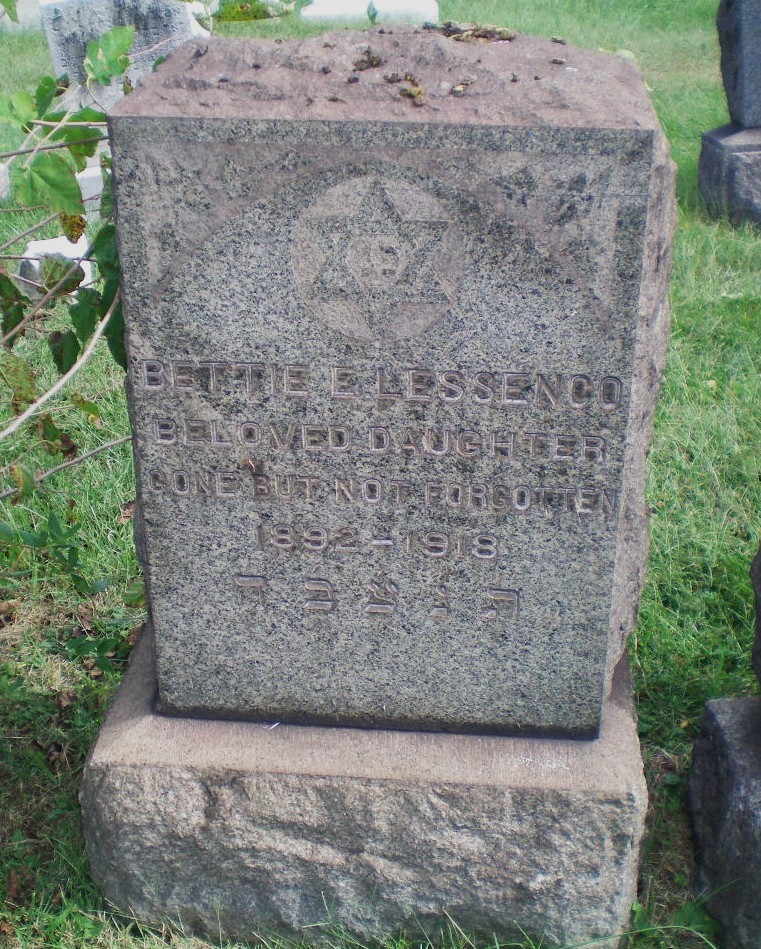 BETTIE E LESSENCO
BELOVED DAUGHTER
GONE BUT NOT FORGOTTEN
1892-1918
ת נ צ ב ה